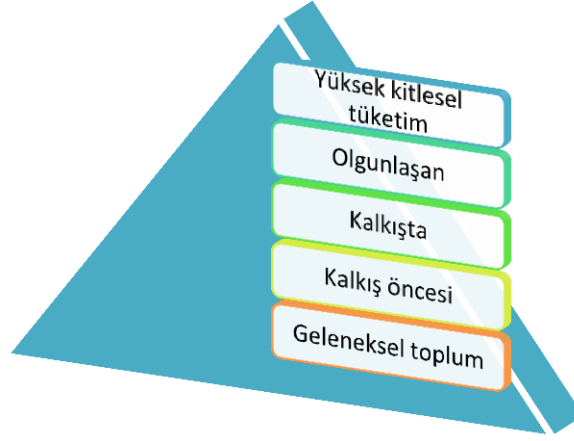 Yüksek kitlesel
tüketim
Olgunlaşan
Kalkışta
Kalkış öncesi
Geleneksel toplum